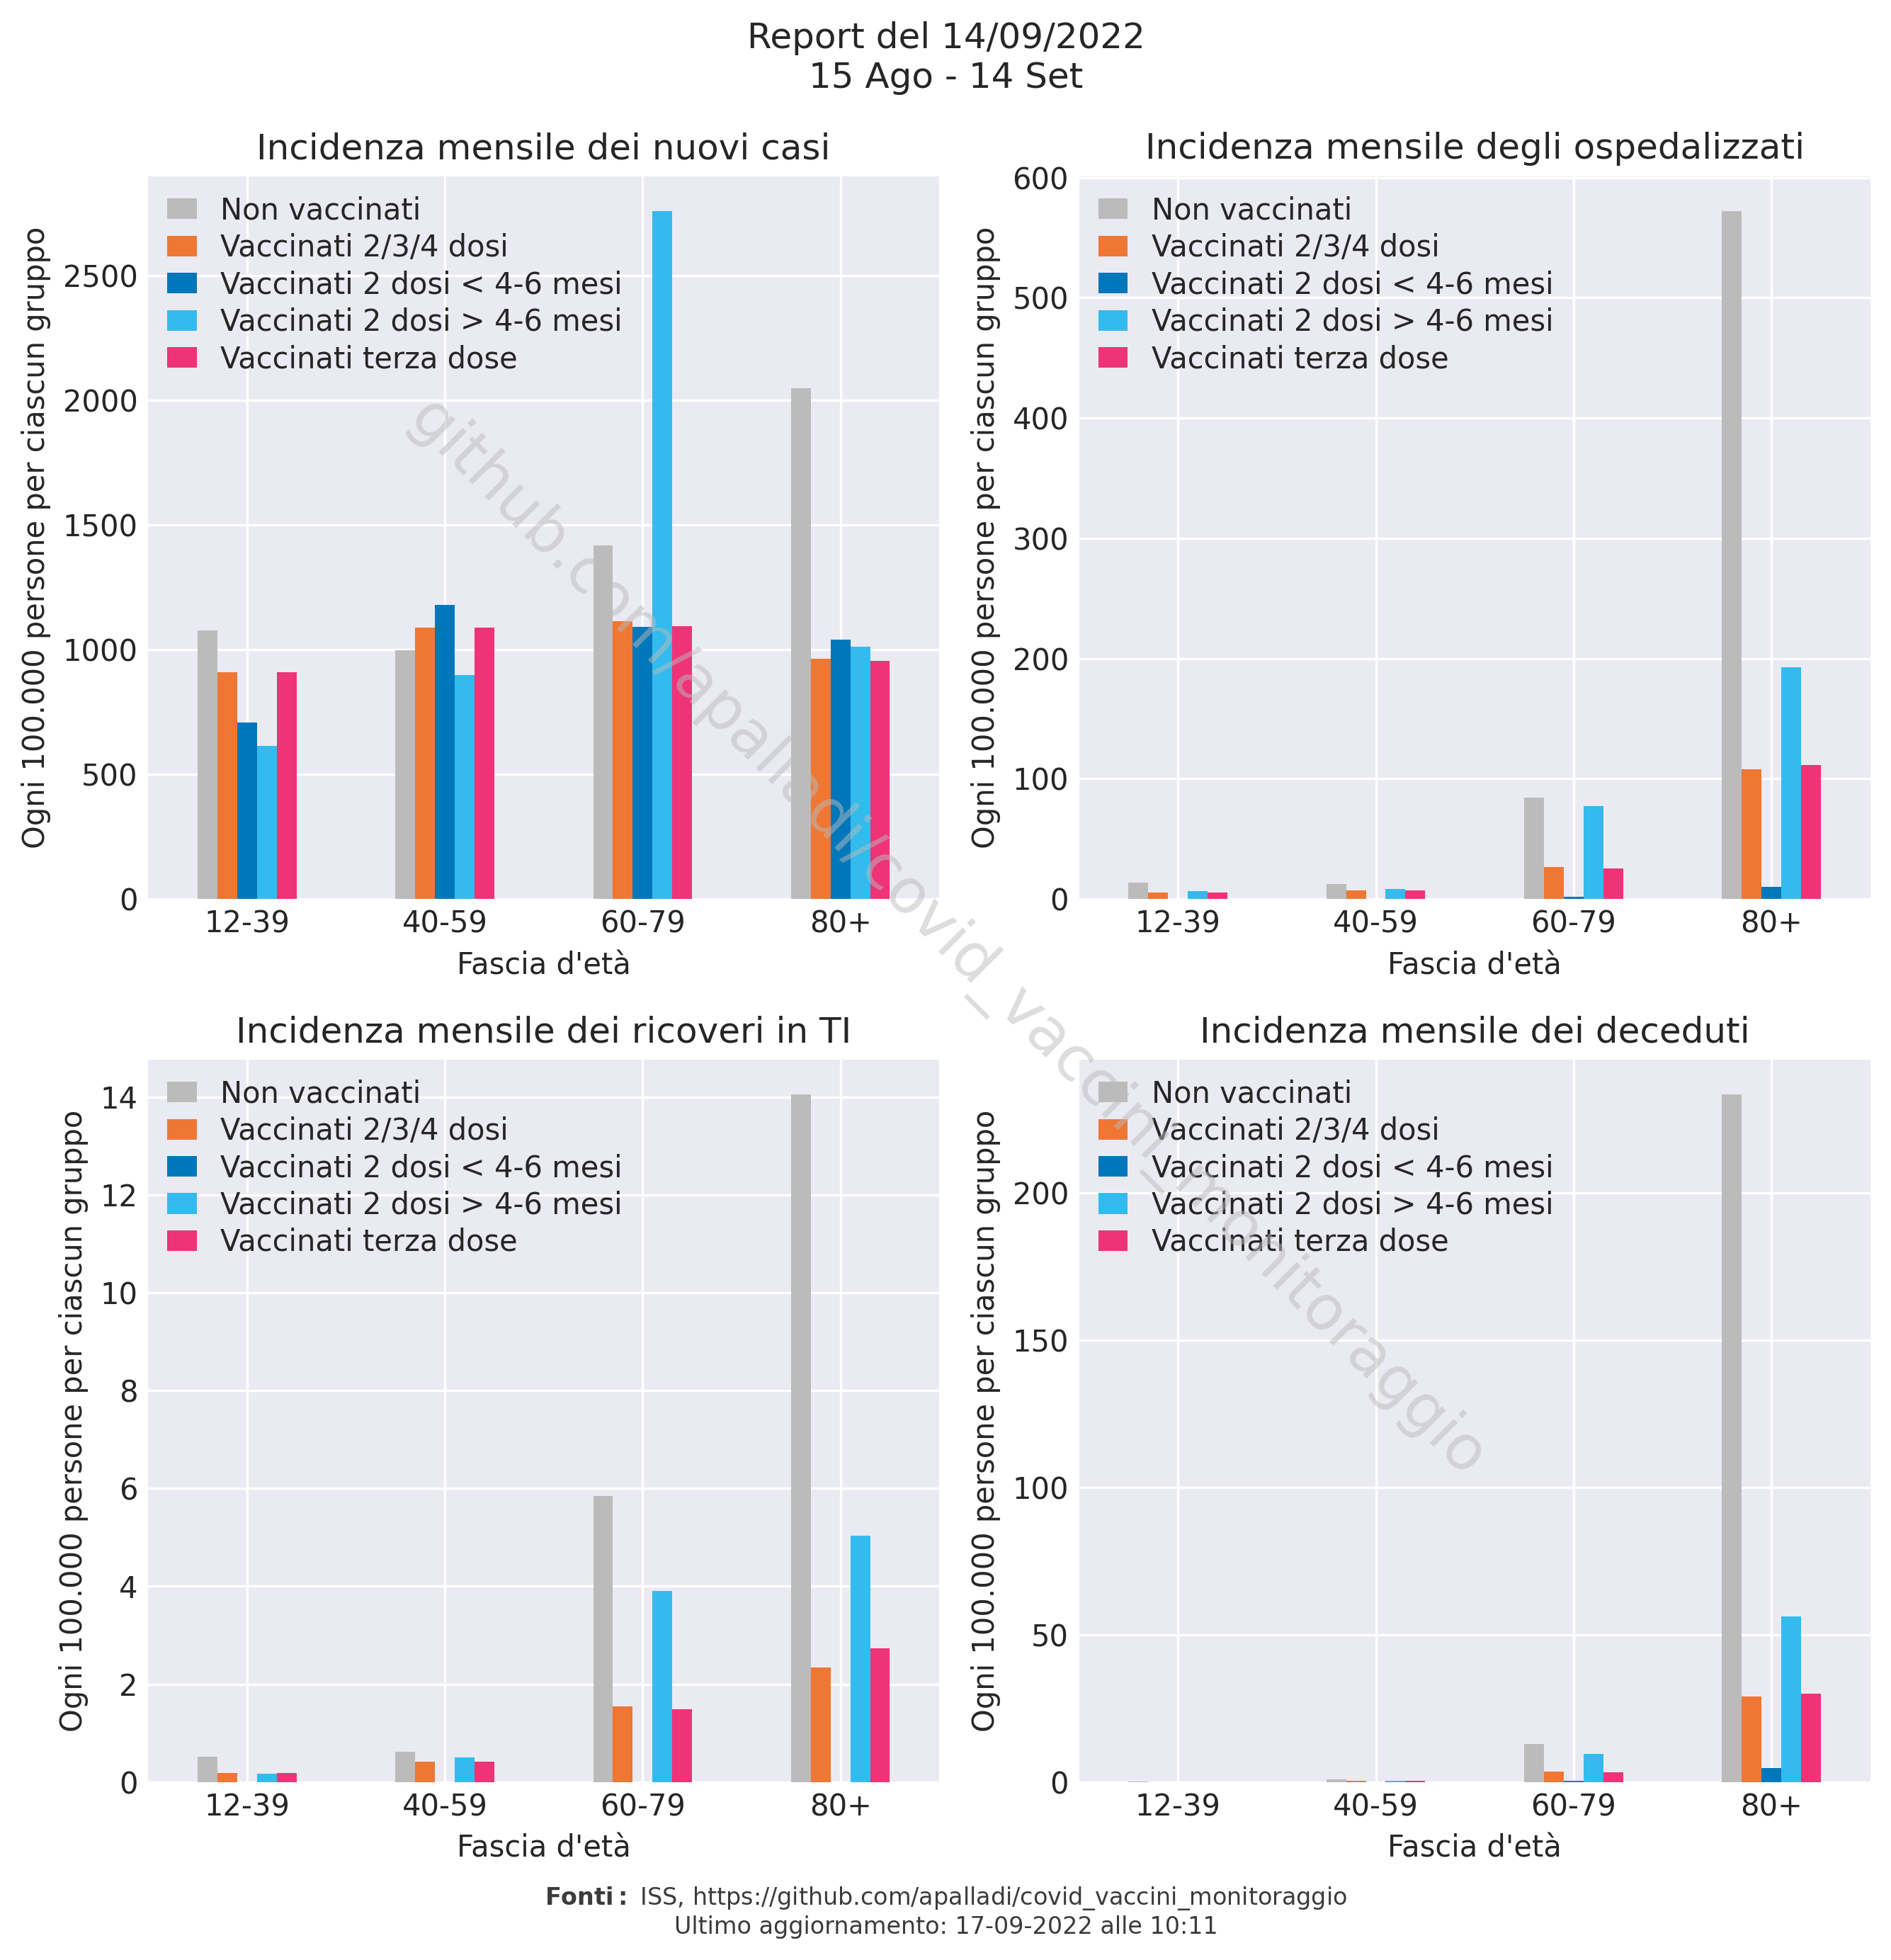 Report del 14/09/2022
15 Ago - 14 Set
Incidenza mensile dei nuovi casi
Ogni 100.000 persone per ciascun gruppo
2500
2000
1500
1000
500
0
Non vaccinati
Vaccinati 2/3/4 dosi
Vaccinati 2 dosi < 4-6 mesi
Vaccinati 2 dosi > 4-6 mesi
Vaccinati terza dose
12-39 40-59 60-79 80+
Fascia d'età
Incidenza mensile degli ospedalizzati
Ogni 100.000 persone per ciascun gruppo
600
500
400
300
200
100
0
Non vaccinati
Vaccinati 2/3/4 dosi
Vaccinati 2 dosi < 4-6 mesi
Vaccinati 2 dosi > 4-6 mesi
Vaccinati terza dose
12-39 40-59 60-79 80+
Fascia d'età
github.com/apalladi/covid_vaccini_monitoraggio
Incidenza mensile dei ricoveri in TI
Ogni 100.000 persone per ciascun gruppo
14
12
10
8
6
4
2
0
Non vaccinati
Vaccinati 2/3/4 dosi
Vaccinati 2 dosi < 4-6 mesi
Vaccinati 2 dosi > 4-6 mesi
Vaccinati terza dose
12-39 40-59 60-79 80+
Fascia d'età
Incidenza mensile dei deceduti
Ogni 100.000 persone per ciascun gruppo
200
150
100
50
0
Non vaccinati
Vaccinati 2/3/4 dosi
Vaccinati 2 dosi < 4-6 mesi
Vaccinati 2 dosi > 4-6 mesi
Vaccinati terza dose
12-39 40-59 60-79 80+
Fascia d'età
Fonti: ISS, https://github.com/apalladi/covid_vaccini_monitoraggio
Ultimo aggiornamento: 17-09-2022 alle 10:11